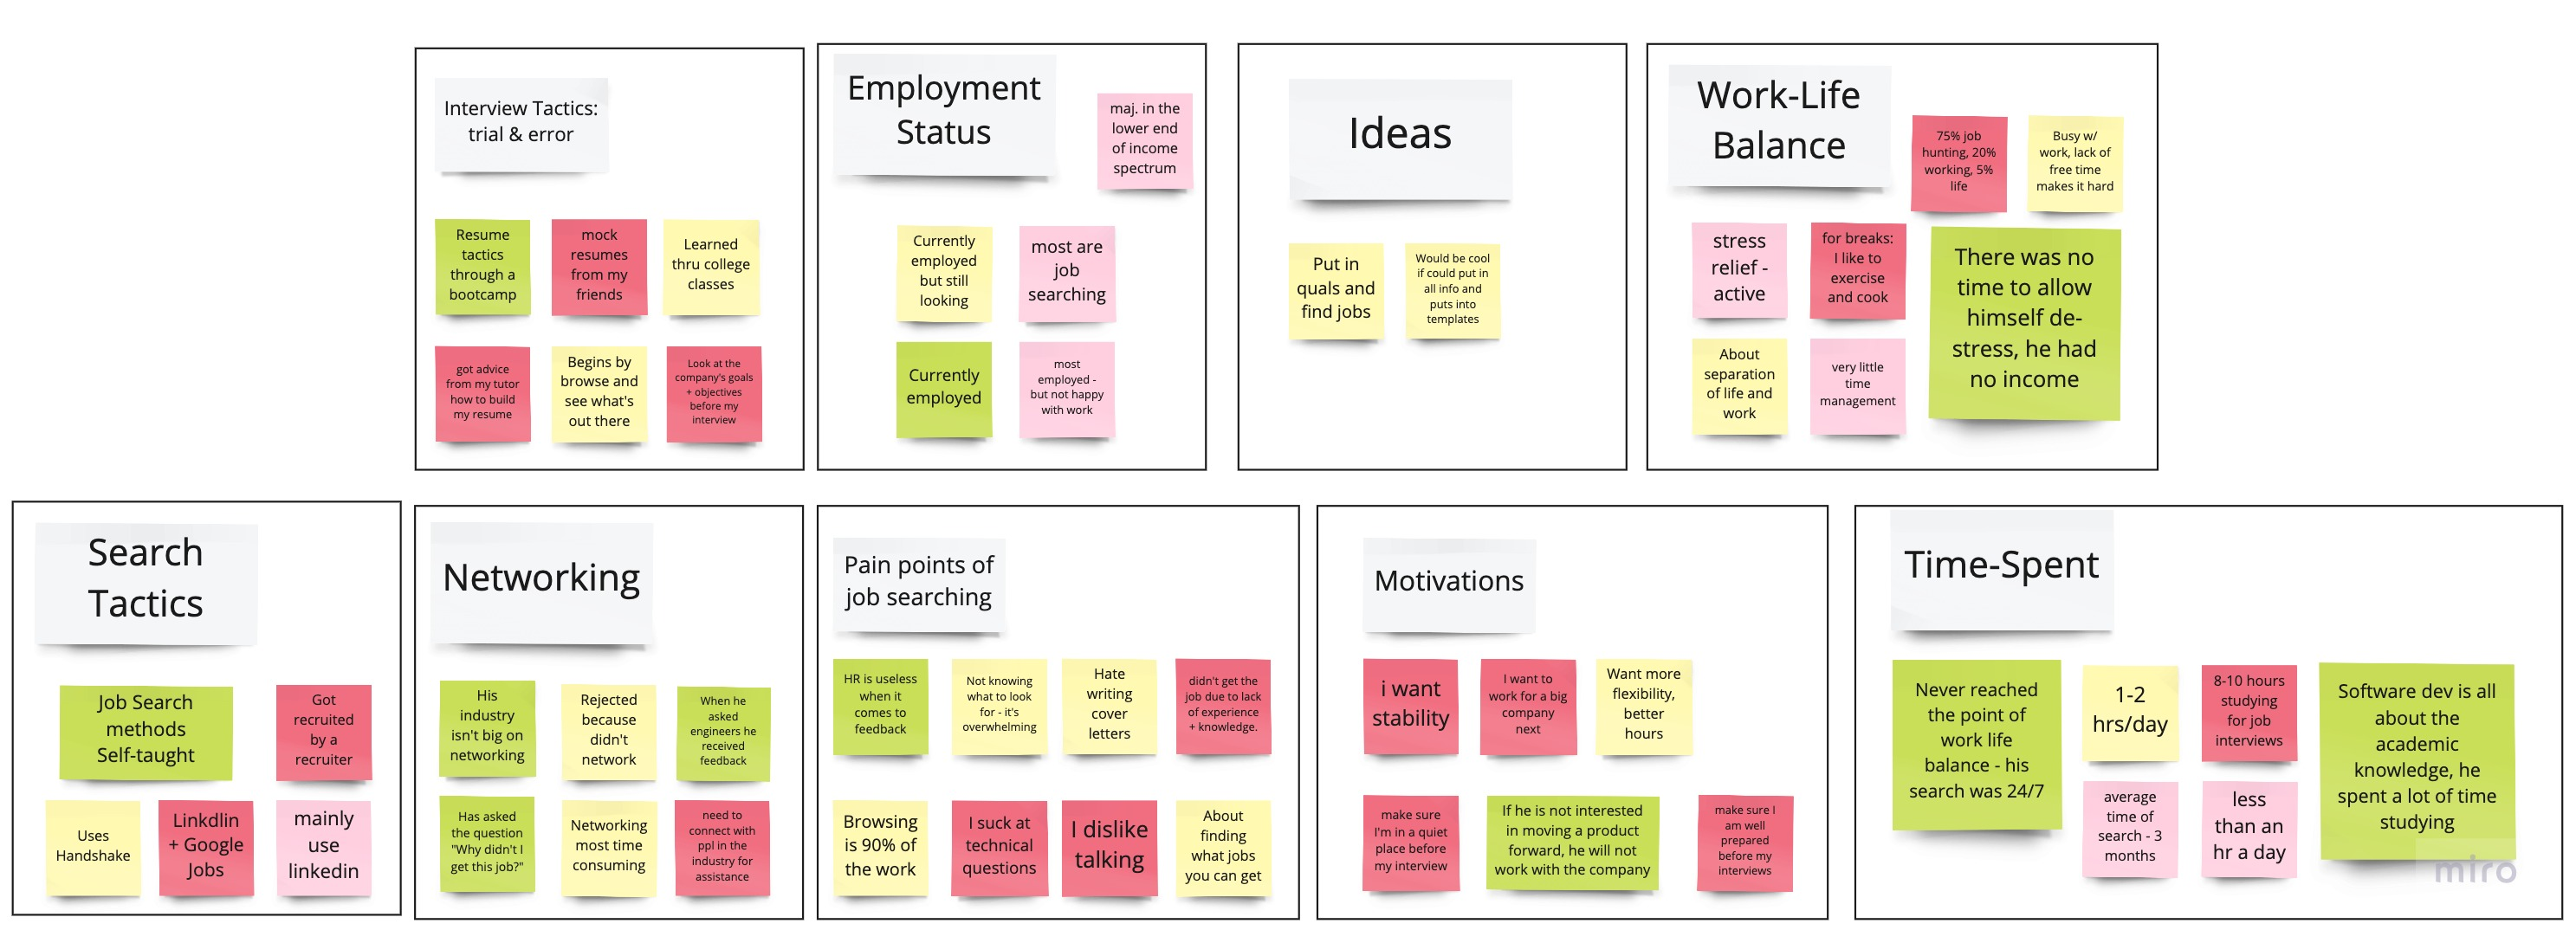 Interview Tactics:
trial & error
Resume
tactics
through a
bootcamp
mock
resumes
from my
friends
Learned
thru college
classes
got advice
from my tutor
how to build
my resume
Begins by
browse and
see what's
out there
Look at the
company's goals
+ objectives
before my
interview
Employment
Status
maj. in the
lower end
of income
spectrum
Currently
employed
but still
looking
most are
job
searching
Currently
employed
most
employed -
but not happy
with work
Ideas
Put in
quals and
find jobs
Would be cool
if could put in
all info and
puts into
templates
Work-Life
Balance
75% job
hunting, 20%
working, 5%
life
Busy w/
work, lack of
free time
makes it hard
stress
relief -
active
for breaks:
I like to
exercise
and cook
There was no
time to allow
himself de-
stress, he had
no income
About
separation
of life and
work
very little
time
management
Search
Tactics
Job Search
methods
Self-taught
Got
recruited
by a
recruiter
Uses
Handshake
Linkdlin
+ Google
Jobs
mainly
use
linkedin
Networking
His
industry
isn't big on
networking
Rejected
because
didn't
network
When he
asked
engineers he
received
feedback
Has asked
the question
"Why didn't I
get this job?"
Networking
most time
consuming
need to
connect with
ppl in the
industry for
assistance
Pain points of
job searching
HR is useless
when it
comes to
feedback
Not knowing
what to look
for - it's
overwhelming
Hate
writing
cover
letters
didn't get the
job due to lack
of experience
+ knowledge.
Browsing
is 90% of
the work
I suck at
technical
questions
I dislike
talking
About
finding
what jobs
you can get
Motivations
i want
stability
I want to
work for a big
company
next
Want more
flexibility,
better
hours
make sure
I'm in a quiet
place before
my interview
If he is not interested
in moving a product
forward, he will not
work with the company
make sure I
am well
prepared
before my
interviews
Time-Spent
Never reached
the point of
work life
balance - his
search was 24/7
1-2
hrs/day
8-10 hours
studying
for job
interviews
Software dev is all
about the
academic
knowledge, he
spent a lot of time
studying
average
time of
search - 3
months
less
than an
hr a day
miro